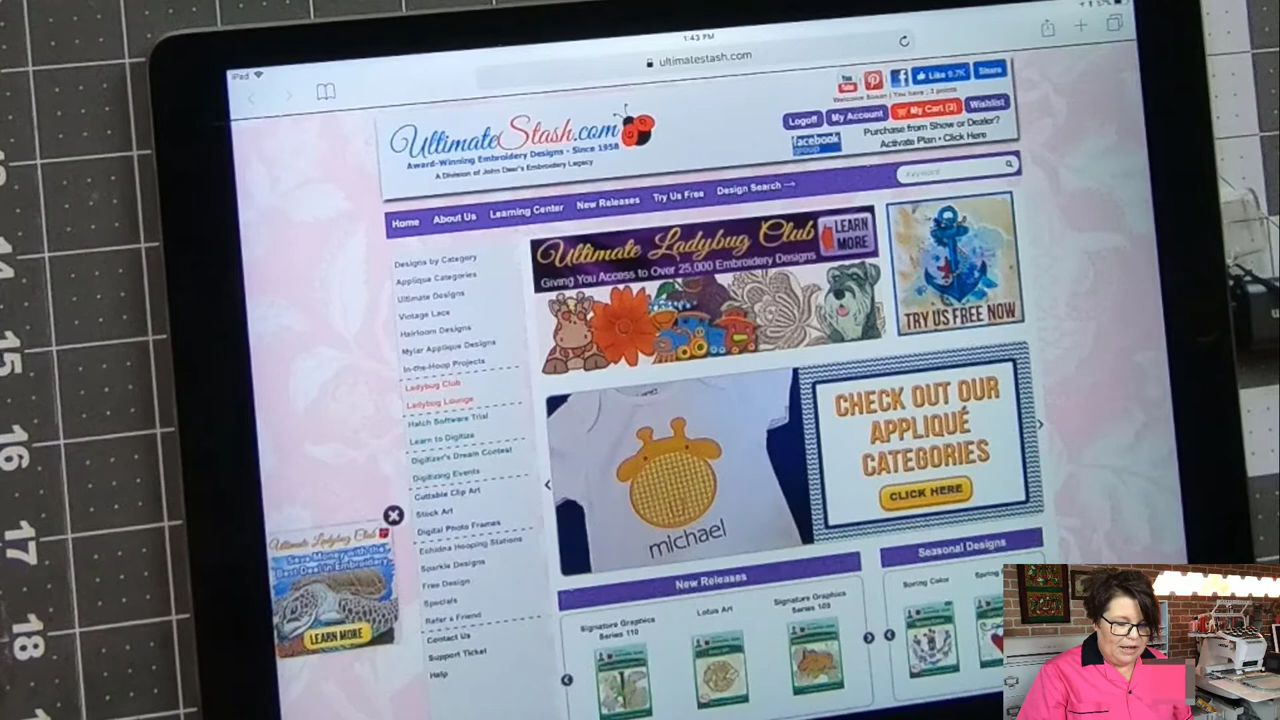 iPad
1:43 PM
ultimatestash.com
You Tube
Like 9.7K
Share
Welcome Susan | You have : 3 points
UltimateStash.com
Award-Winning Embroidery Designs - Since 1958
A Division of John Deer's Embroidery Legacy
Logoff
My Account
My Cart (3)
Wishlist
facebook group
Purchase from Show or Dealer?
Activate Plan • Click Here
Home
About Us
Learning Center
New Releases
Try Us Free
Design Search
Keyword
Designs by Category
Applique Categories
Ultimate Designs
Vintage Lace
Heirloom Designs
Mylar Applique Designs
In-the-Hoop Projects
Ladybug Club
Ladybug Lounge
Hatch Software Trial
Learn to Digitize
Digitizer's Dream Contest
Digitizing Events
Cuttable Clip Art
Stock Art
Digital Photo Frames
Echidna Hooping Stations
Sparkle Designs
Free Design
Specials
Refer a Friend
Contact Us
Support Ticket
Help
Ultimate Ladybug Club
Giving You Access to Over 25,000 Embroidery Designs
LEARN MORE
TRY US FREE NOW
michael
CHECK OUT OUR
APPLIQUÉ
CATEGORIES
CLICK HERE
Ultimate Ladybug Club
Save Money with the
Best Deal in Embroidery
LEARN MORE
New Releases
Signature Graphics
Series 110
Lotus Art
Signature Graphics
Series 109
Seasonal Designs
Spring Color
Spring
14
15
16
17
18